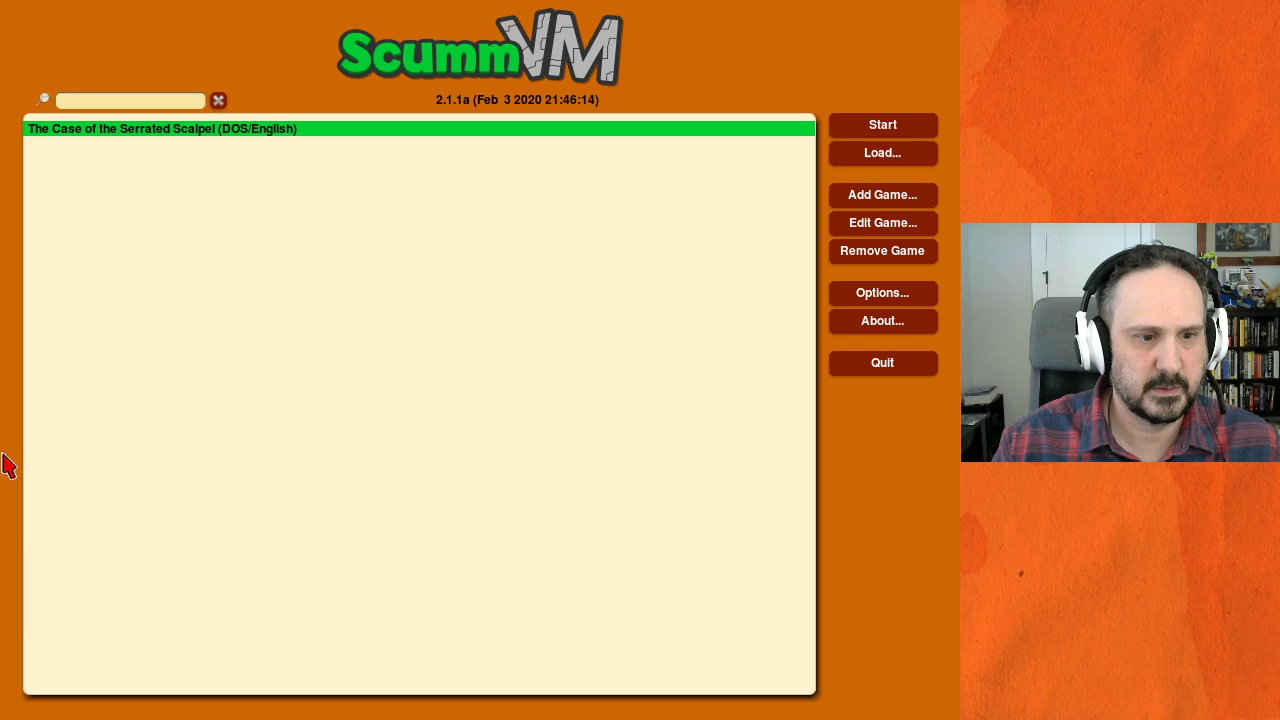 ScummVM
2.1.1a (Feb 3 2020 21:46:14)
The Case of the Serrated Scalpel (DOS/English)
Start
Load...
Add Game...
Edit Game...
Remove Game
Options...
About...
Quit